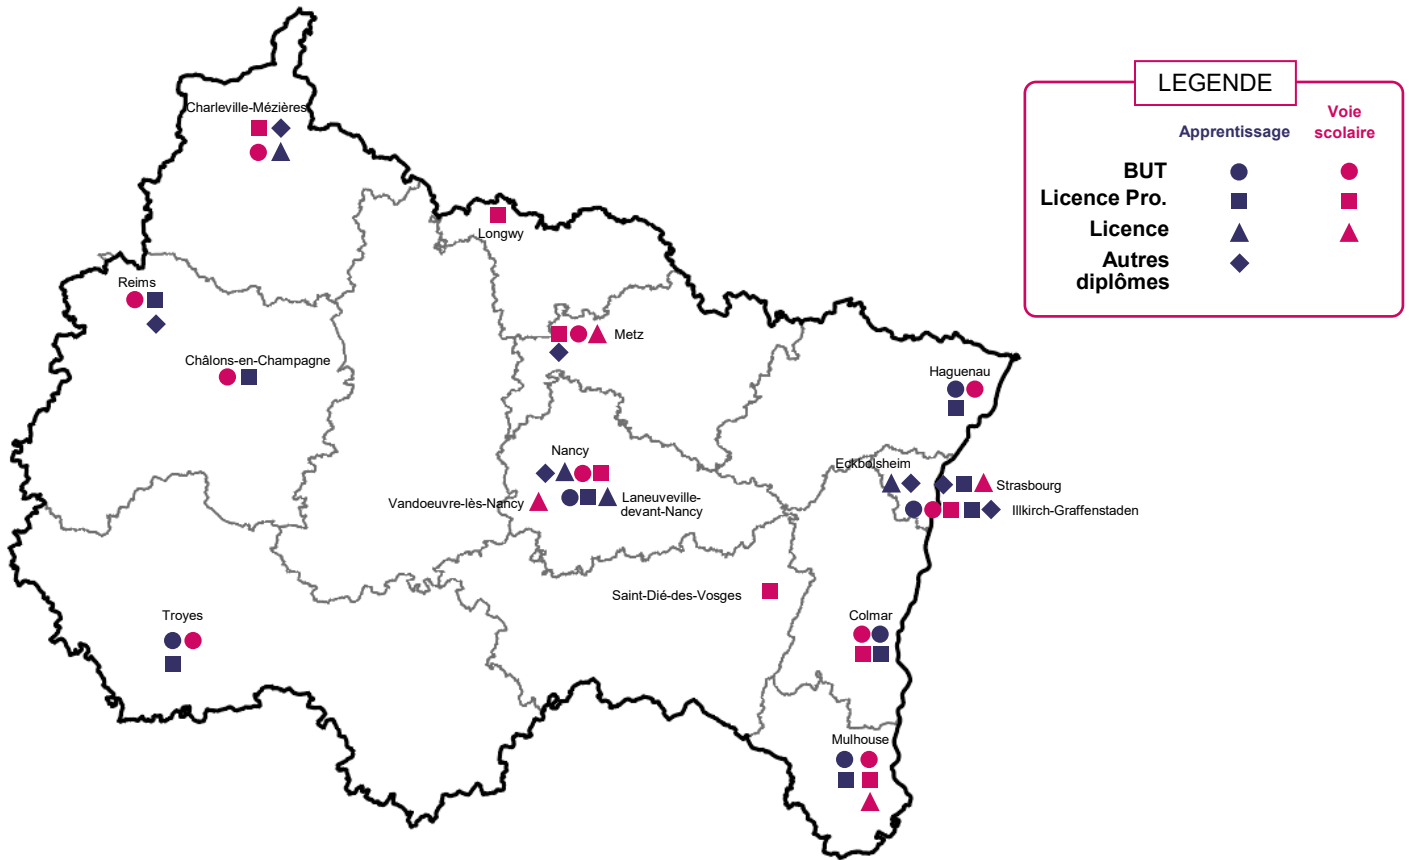 LEGENDE
Voie
scolaire
Apprentissage
BUT
Licence Pro.
Licence
Autres
diplômes
Charleville-Mézières
Longwy
Reims
Metz
Châlons-en-Champagne
Haguenau
Nancy
Eckbolsheim
Strasbourg
Vandoeuvre-lès-Nancy
Laneuveville-
devant-Nancy
Illkirch-Graffenstaden
Saint-Dié-des-Vosges
Troyes
Colmar
Mulhouse